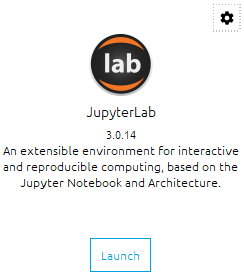 lab
JupyterLab
3.0.14
An extensible environment for interactive
and reproducible computing, based on the
Jupyter Notebook and Architecture.
Launch